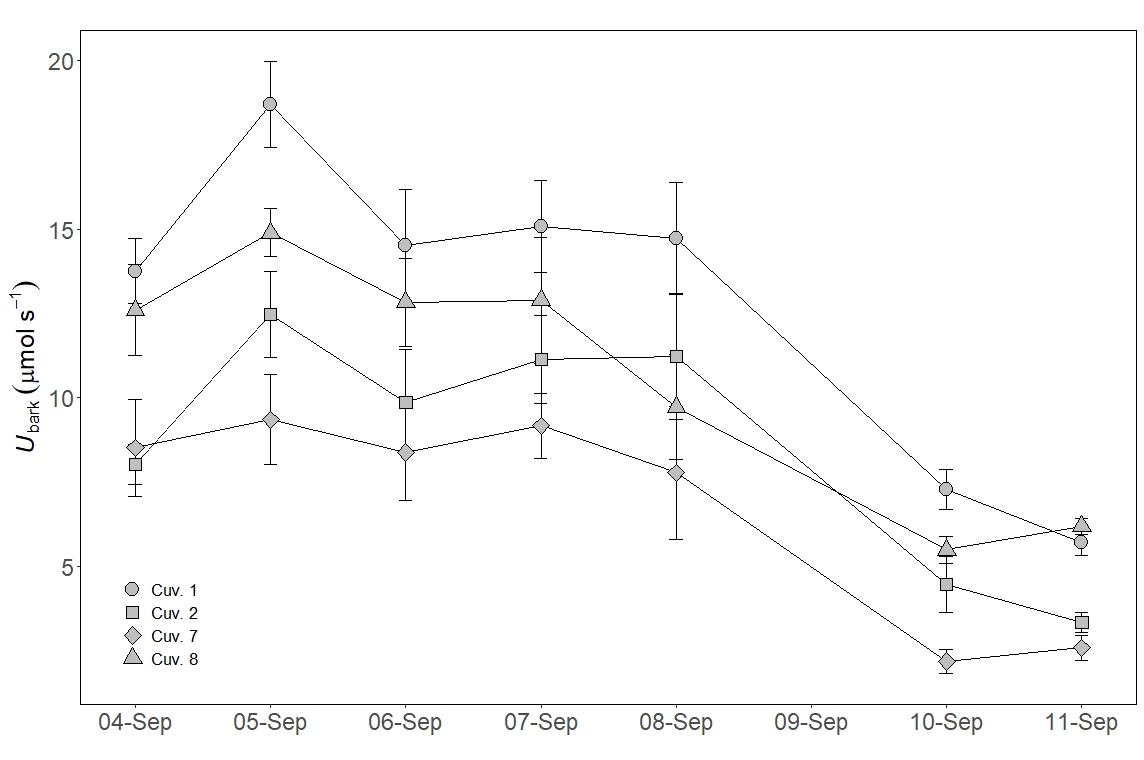 20
15
10
5
U bark (μmol s⁻¹)
Cuv. 1
Cuv. 2
Cuv. 7
Cuv. 8
04-Sep 05-Sep 06-Sep 07-Sep 08-Sep 09-Sep 10-Sep 11-Sep